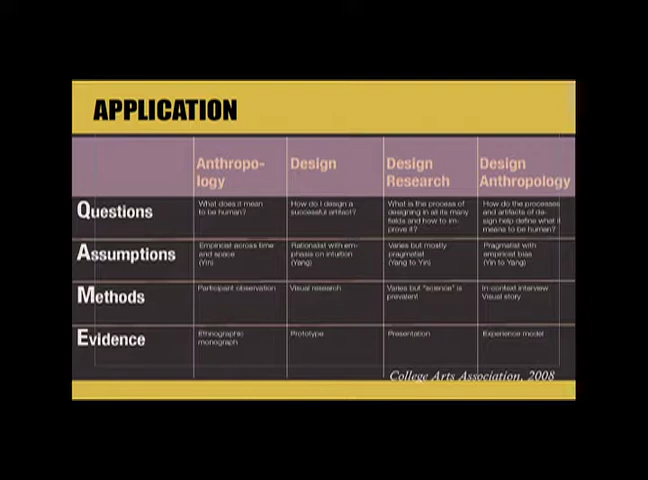 APPLICATION
Anthropo-
logy
Design
Design
Research
Design
Anthropology
Questions
What does it mean
to be human?
How do I design a
successful artifact?
What is the process of
designing in all its many
fields and how to im-
prove it?
How do the processes
and artifacts of de-
sign help define what it
means to be human?
Assumptions
Empiricist across time
and space
(Yin)
Rationalist with em-
phasis on intuition
(Yang)
Varies but mostly
pragmatist
(Yang to Yin)
Pragmatist with
empiricist bias
(Yin to Yang)
Methods
Participant observation
Visual research
Varies but "science" is
prevalent
In-context interview
Visual story
Evidence
Ethnographic
monograph
Prototype
Presentation
Experience model
College Arts Association, 2008